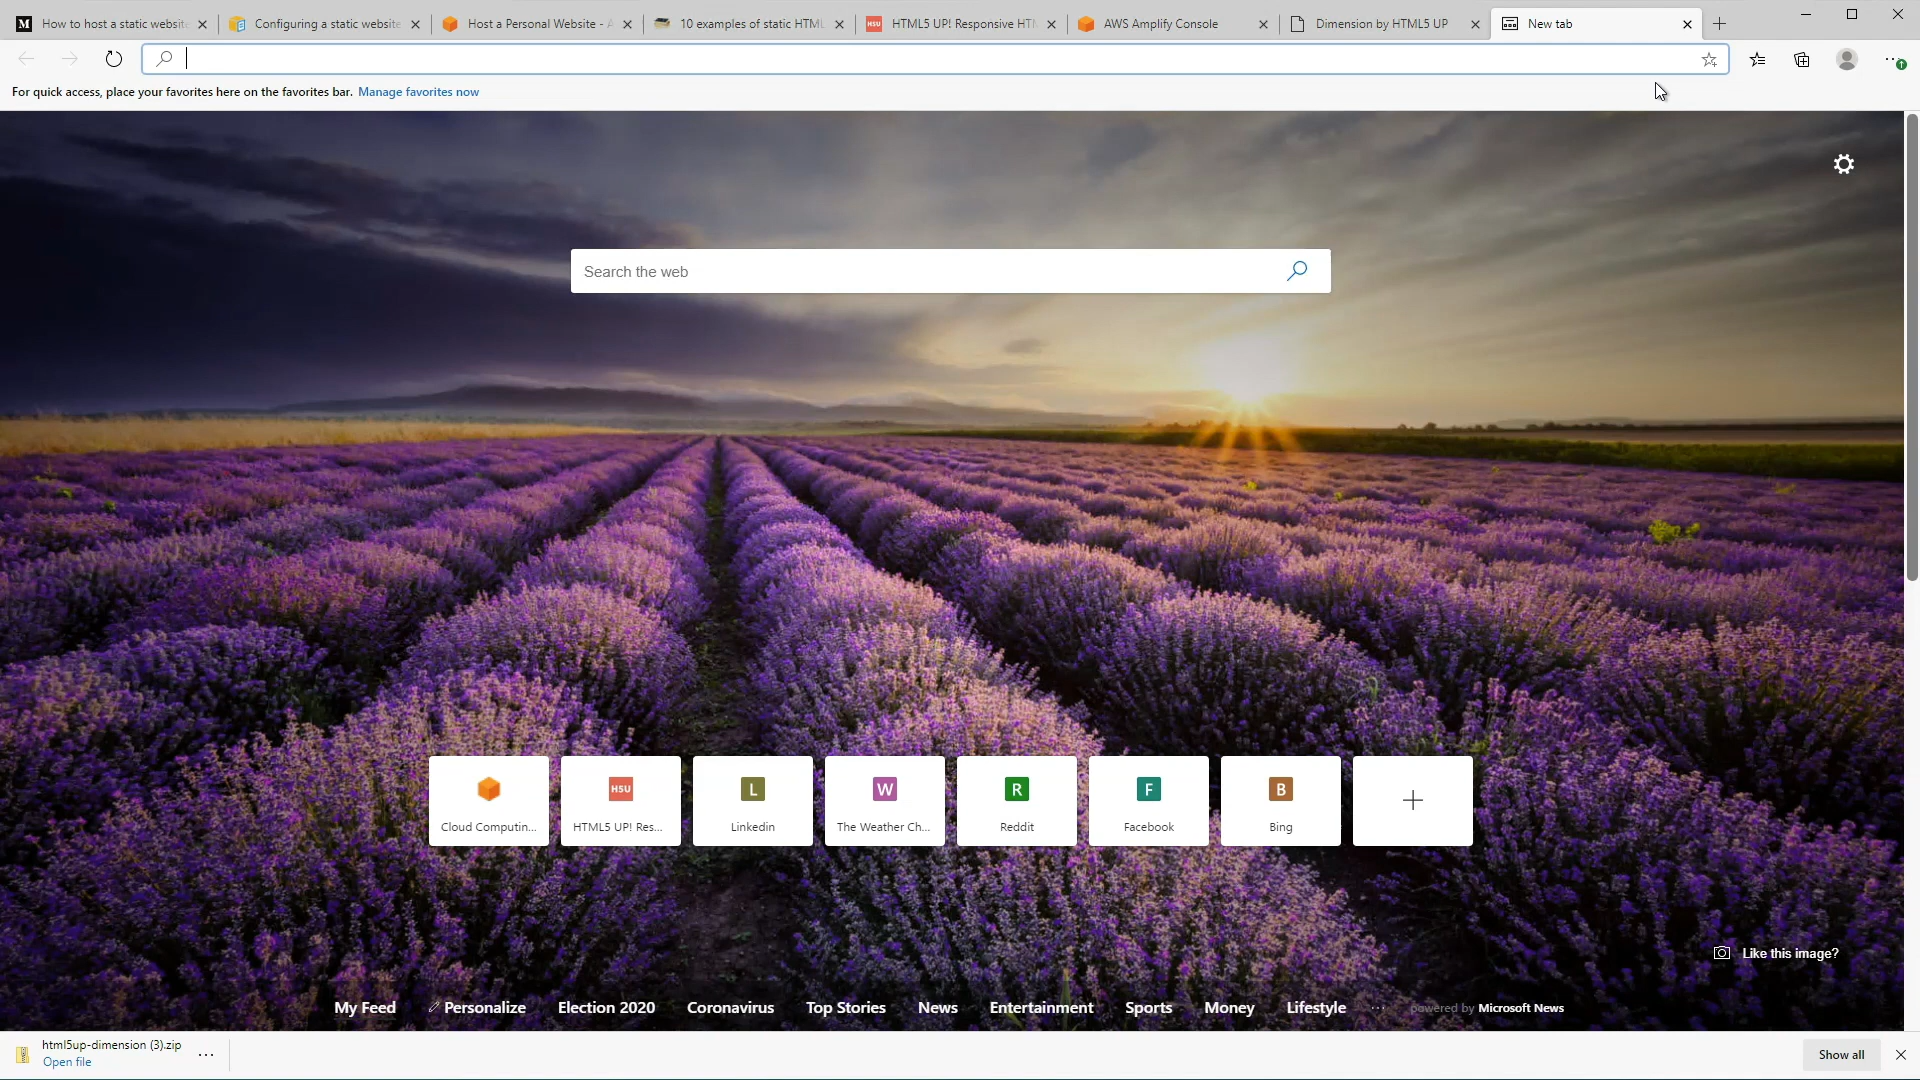 How to host a static website
Configuring a static website
Host a Personal Website - A
10 examples of static HTML
HTML5 UP! Responsive HTM
AWS Amplify Console
Dimension by HTML5 UP
New tab
For quick access, place your favorites here on the favorites bar. Manage favorites now
Search the web
H5U
L
W
R
F
B
Cloud Computin...
HTML5 UP! Res...
Linkedin
The Weather Ch...
Reddit
Facebook
Bing
Like this image?
My Feed
Personalize
Election 2020
Coronavirus
Top Stories
News
Entertainment
Sports
Money
Lifestyle
...
powered by Microsoft News
html5up-dimension (3).zip
Open file
Show all